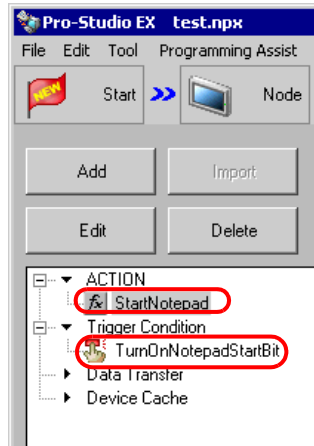 Pro-Studio EX test.npx
File Edit Tool Programming Assist
NEW Start Node
Add Import
Edit Delete
ACTION
fx StartNotepad
Trigger Condition
TurnOnNotepadStartBit
Data Transfer
Device Cache